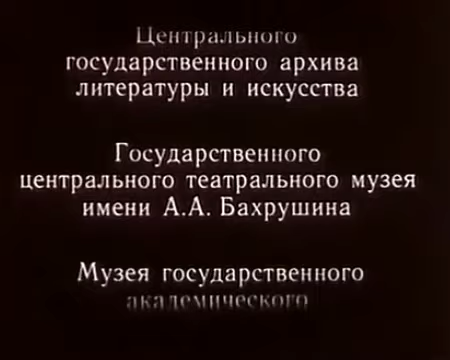 Центрального
государственного архива
литературы и искусства
Государственного
центрального театрального музея
имени А.А. Бахрушина
Музея государственного
академического